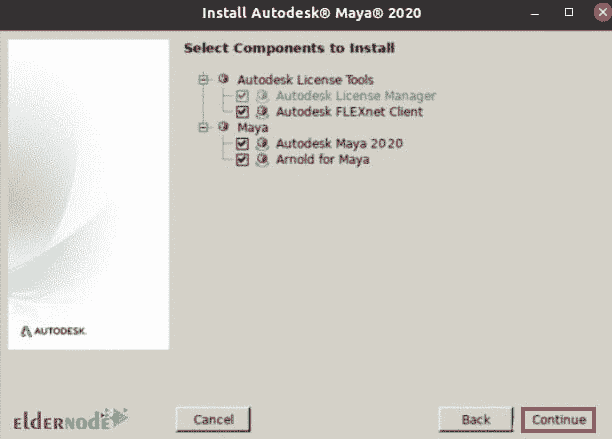 Install Autodesk® Maya® 2020
Select Components to Install
Autodesk License Tools
Autodesk License Manager
Autodesk FLEXnet Client
Maya
Autodesk Maya 2020
Arnold for Maya
AUTODESK.
elderNode
Cancel
Back
Continue